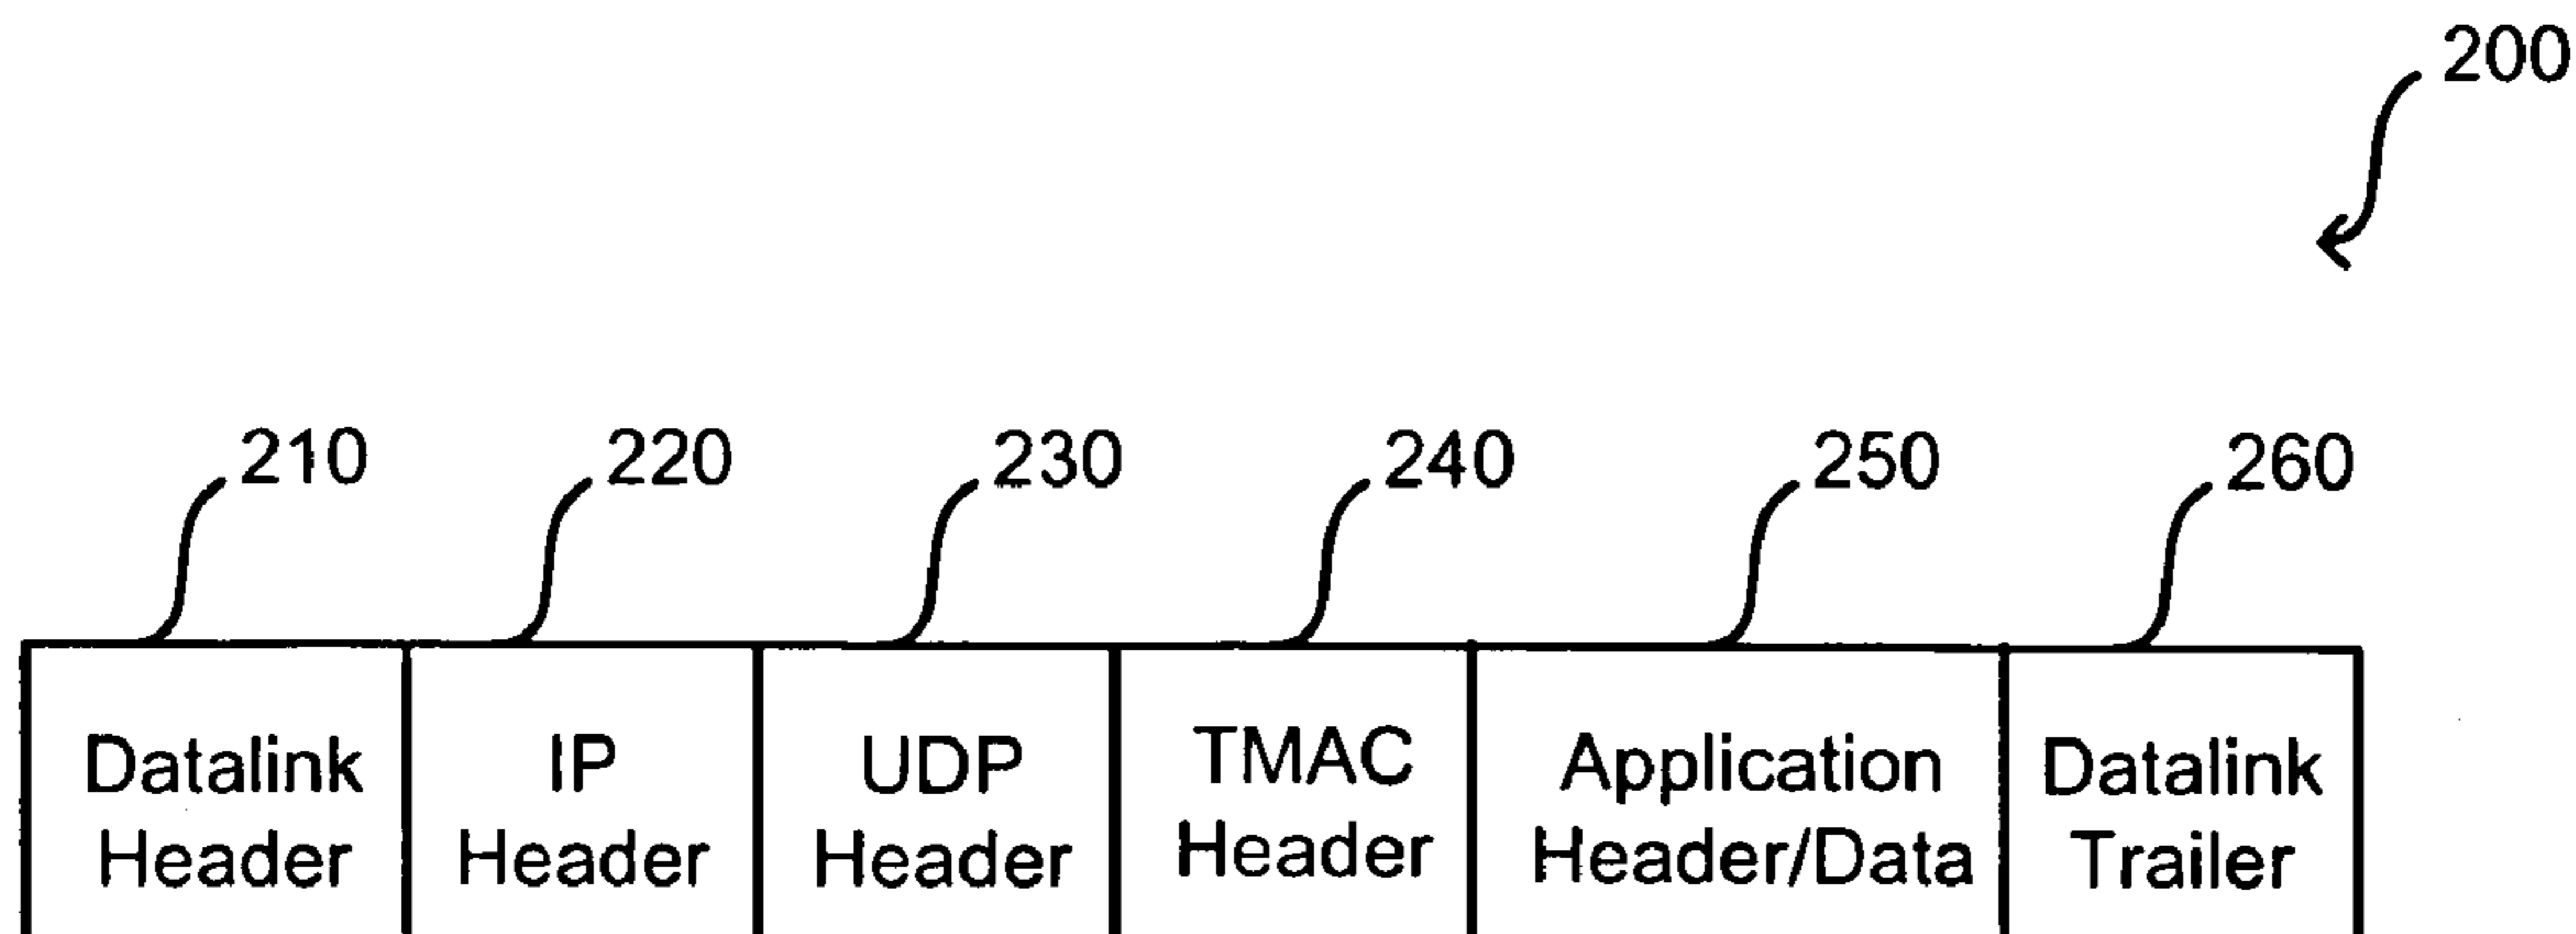 200
210 220 230 240 250 260
Datalink Header
IP Header
UDP Header
TMAC Header
Application Header/Data
Datalink Trailer